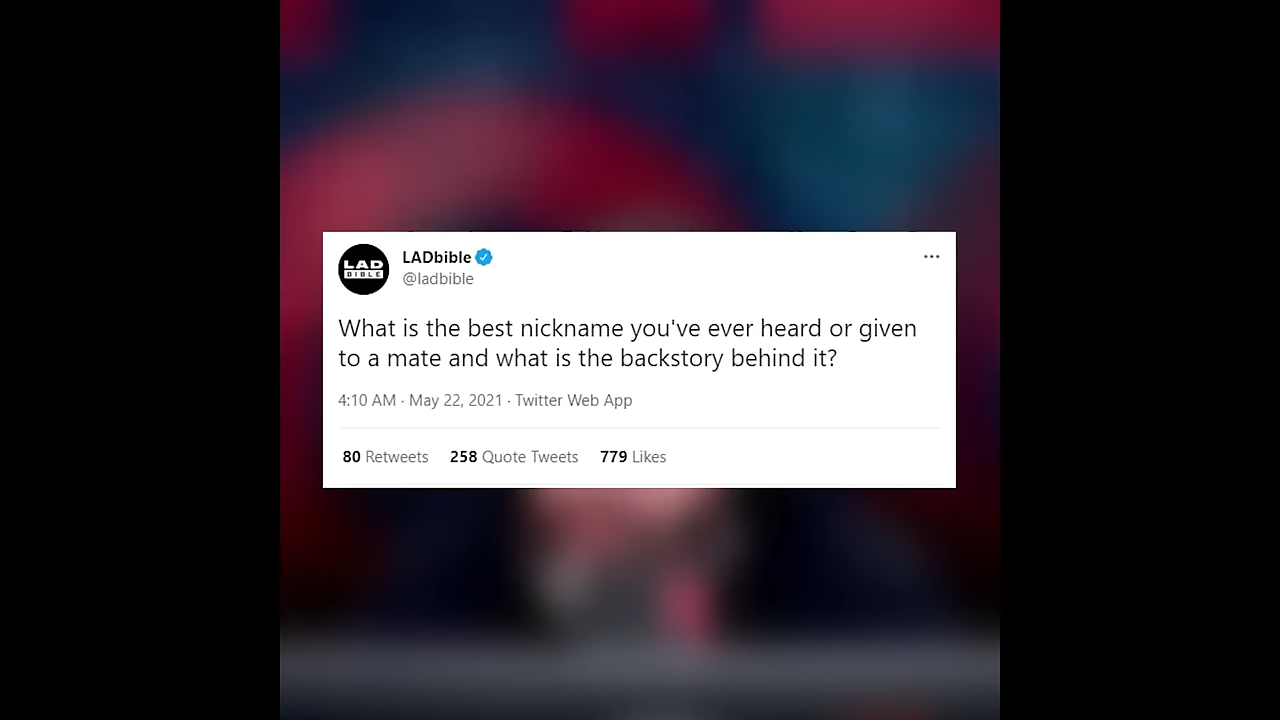 LAD
BIBLE
LADbible
@ladbible
What is the best nickname you've ever heard or given
to a mate and what is the backstory behind it?
4:10 AM · May 22, 2021 · Twitter Web App
80 Retweets 258 Quote Tweets 779 Likes